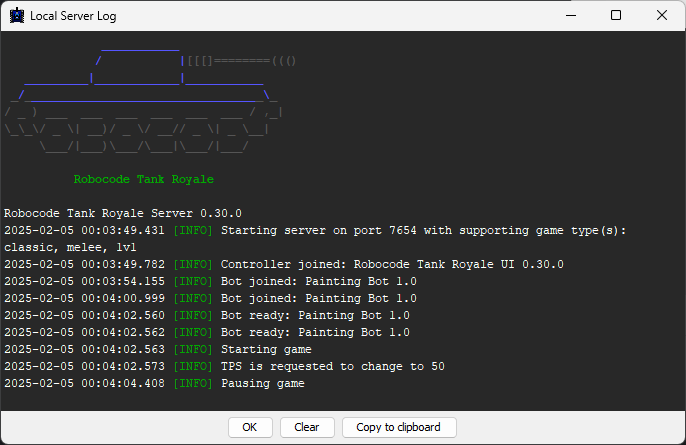 Local Server Log
Robocode Tank Royale
Robocode Tank Royale Server 0.30.0
2025-02-05 00:03:49.431 [INFO] Starting server on port 7654 with supporting game type(s):
classic, melee, 1v1
2025-02-05 00:03:49.782 [INFO] Controller joined: Robocode Tank Royale UI 0.30.0
2025-02-05 00:03:54.155 [INFO] Bot joined: Painting Bot 1.0
2025-02-05 00:04:00.999 [INFO] Bot joined: Painting Bot 1.0
2025-02-05 00:04:02.560 [INFO] Bot ready: Painting Bot 1.0
2025-02-05 00:04:02.562 [INFO] Bot ready: Painting Bot 1.0
2025-02-05 00:04:02.563 [INFO] Starting game
2025-02-05 00:04:02.573 [INFO] TPS is requested to change to 50
2025-02-05 00:04:04.408 [INFO] Pausing game
OK Clear Copy to clipboard